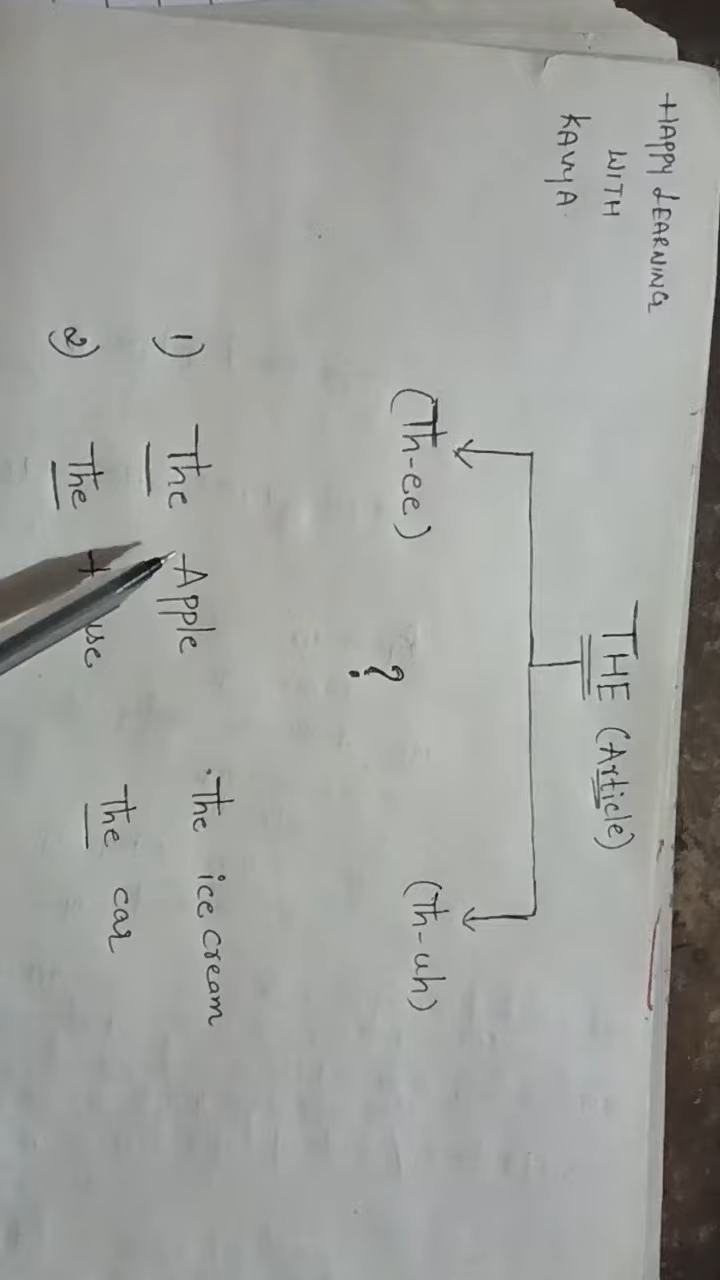 HAPPY LEARNING
WITH
KAVYA
THE (Article)
(Th-ee) (Th-uh)
?
1) The Apple .The ice cream
2) The The car